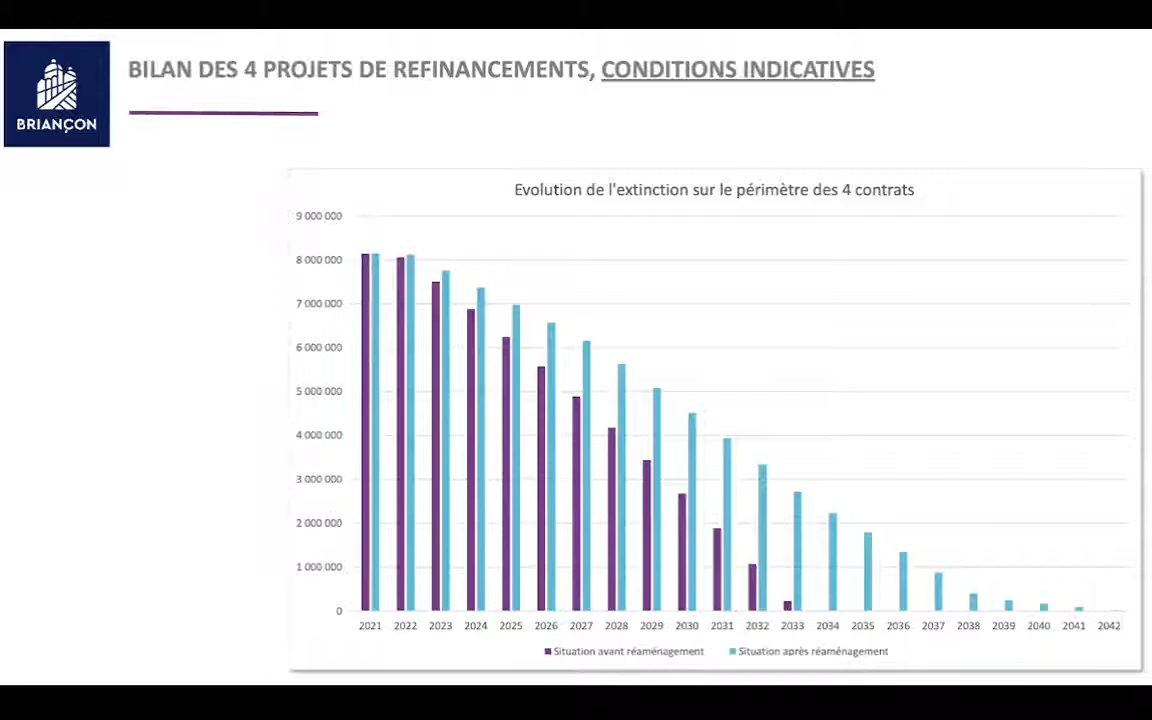 BRIANÇON
BILAN DES 4 PROJETS DE REFINANCEMENTS, CONDITIONS INDICATIVES
Evolution de l'extinction sur le périmètre des 4 contrats
9 000 000
8 000 000
7 000 000
6 000 000
5 000 000
4 000 000
3 000 000
2 000 000
1 000 000
0
2021 2022 2023 2024 2025 2026 2027 2028 2029 2030 2031 2032 2033 2034 2035 2036 2037 2038 2039 2040 2041 2042
Situation avant réaménagement Situation après réaménagement